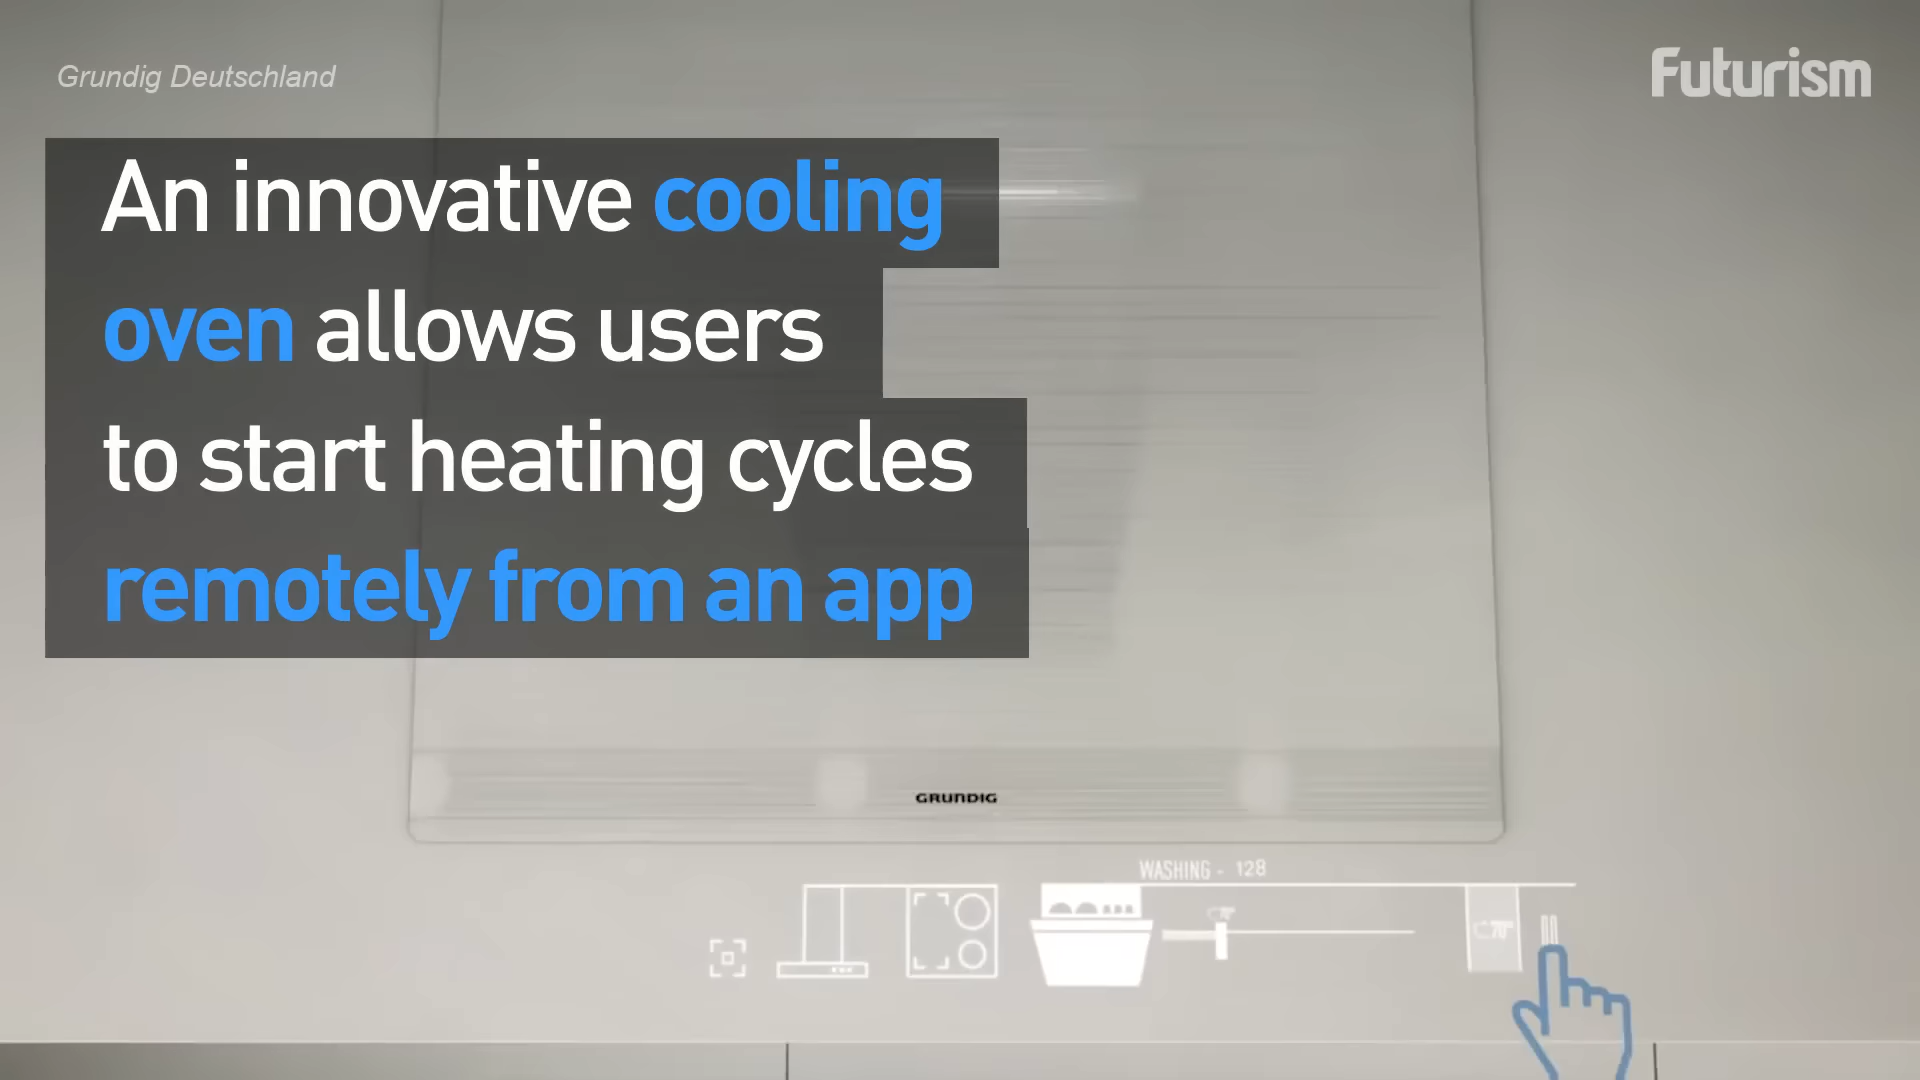 Grundig Deutschland
Futurism
An innovative cooling
oven allows users
to start heating cycles
remotely from an app
GRUNDIG
WASHING - 128
70°